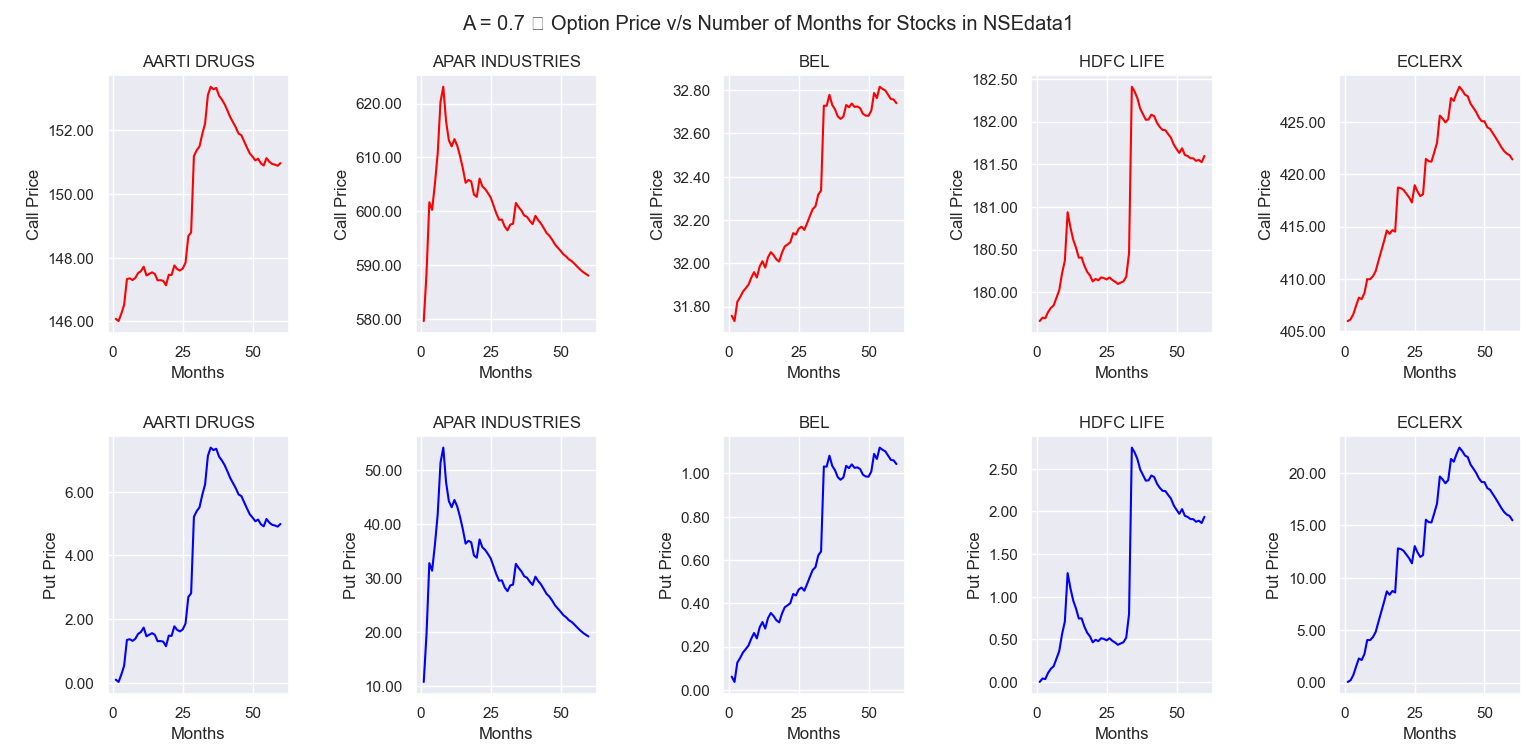 A = 0.7 □ Option Price v/s Number of Months for Stocks in NSEdata1
AARTI DRUGS
Call Price
152.00
150.00
148.00
146.00
0 25 50
Months
APAR INDUSTRIES
Call Price
620.00
610.00
600.00
590.00
580.00
0 25 50
Months
BEL
Call Price
32.80
32.60
32.40
32.20
32.00
31.80
0 25 50
Months
HDFC LIFE
Call Price
182.50
182.00
181.50
181.00
180.50
180.00
0 25 50
Months
ECLERX
Call Price
425.00
420.00
415.00
410.00
405.00
0 25 50
Months
AARTI DRUGS
Put Price
6.00
4.00
2.00
0.00
0 25 50
Months
APAR INDUSTRIES
Put Price
50.00
40.00
30.00
20.00
10.00
0 25 50
Months
BEL
Put Price
1.00
0.80
0.60
0.40
0.20
0.00
0 25 50
Months
HDFC LIFE
Put Price
2.50
2.00
1.50
1.00
0.50
0.00
0 25 50
Months
ECLERX
Put Price
20.00
15.00
10.00
5.00
0.00
0 25 50
Months